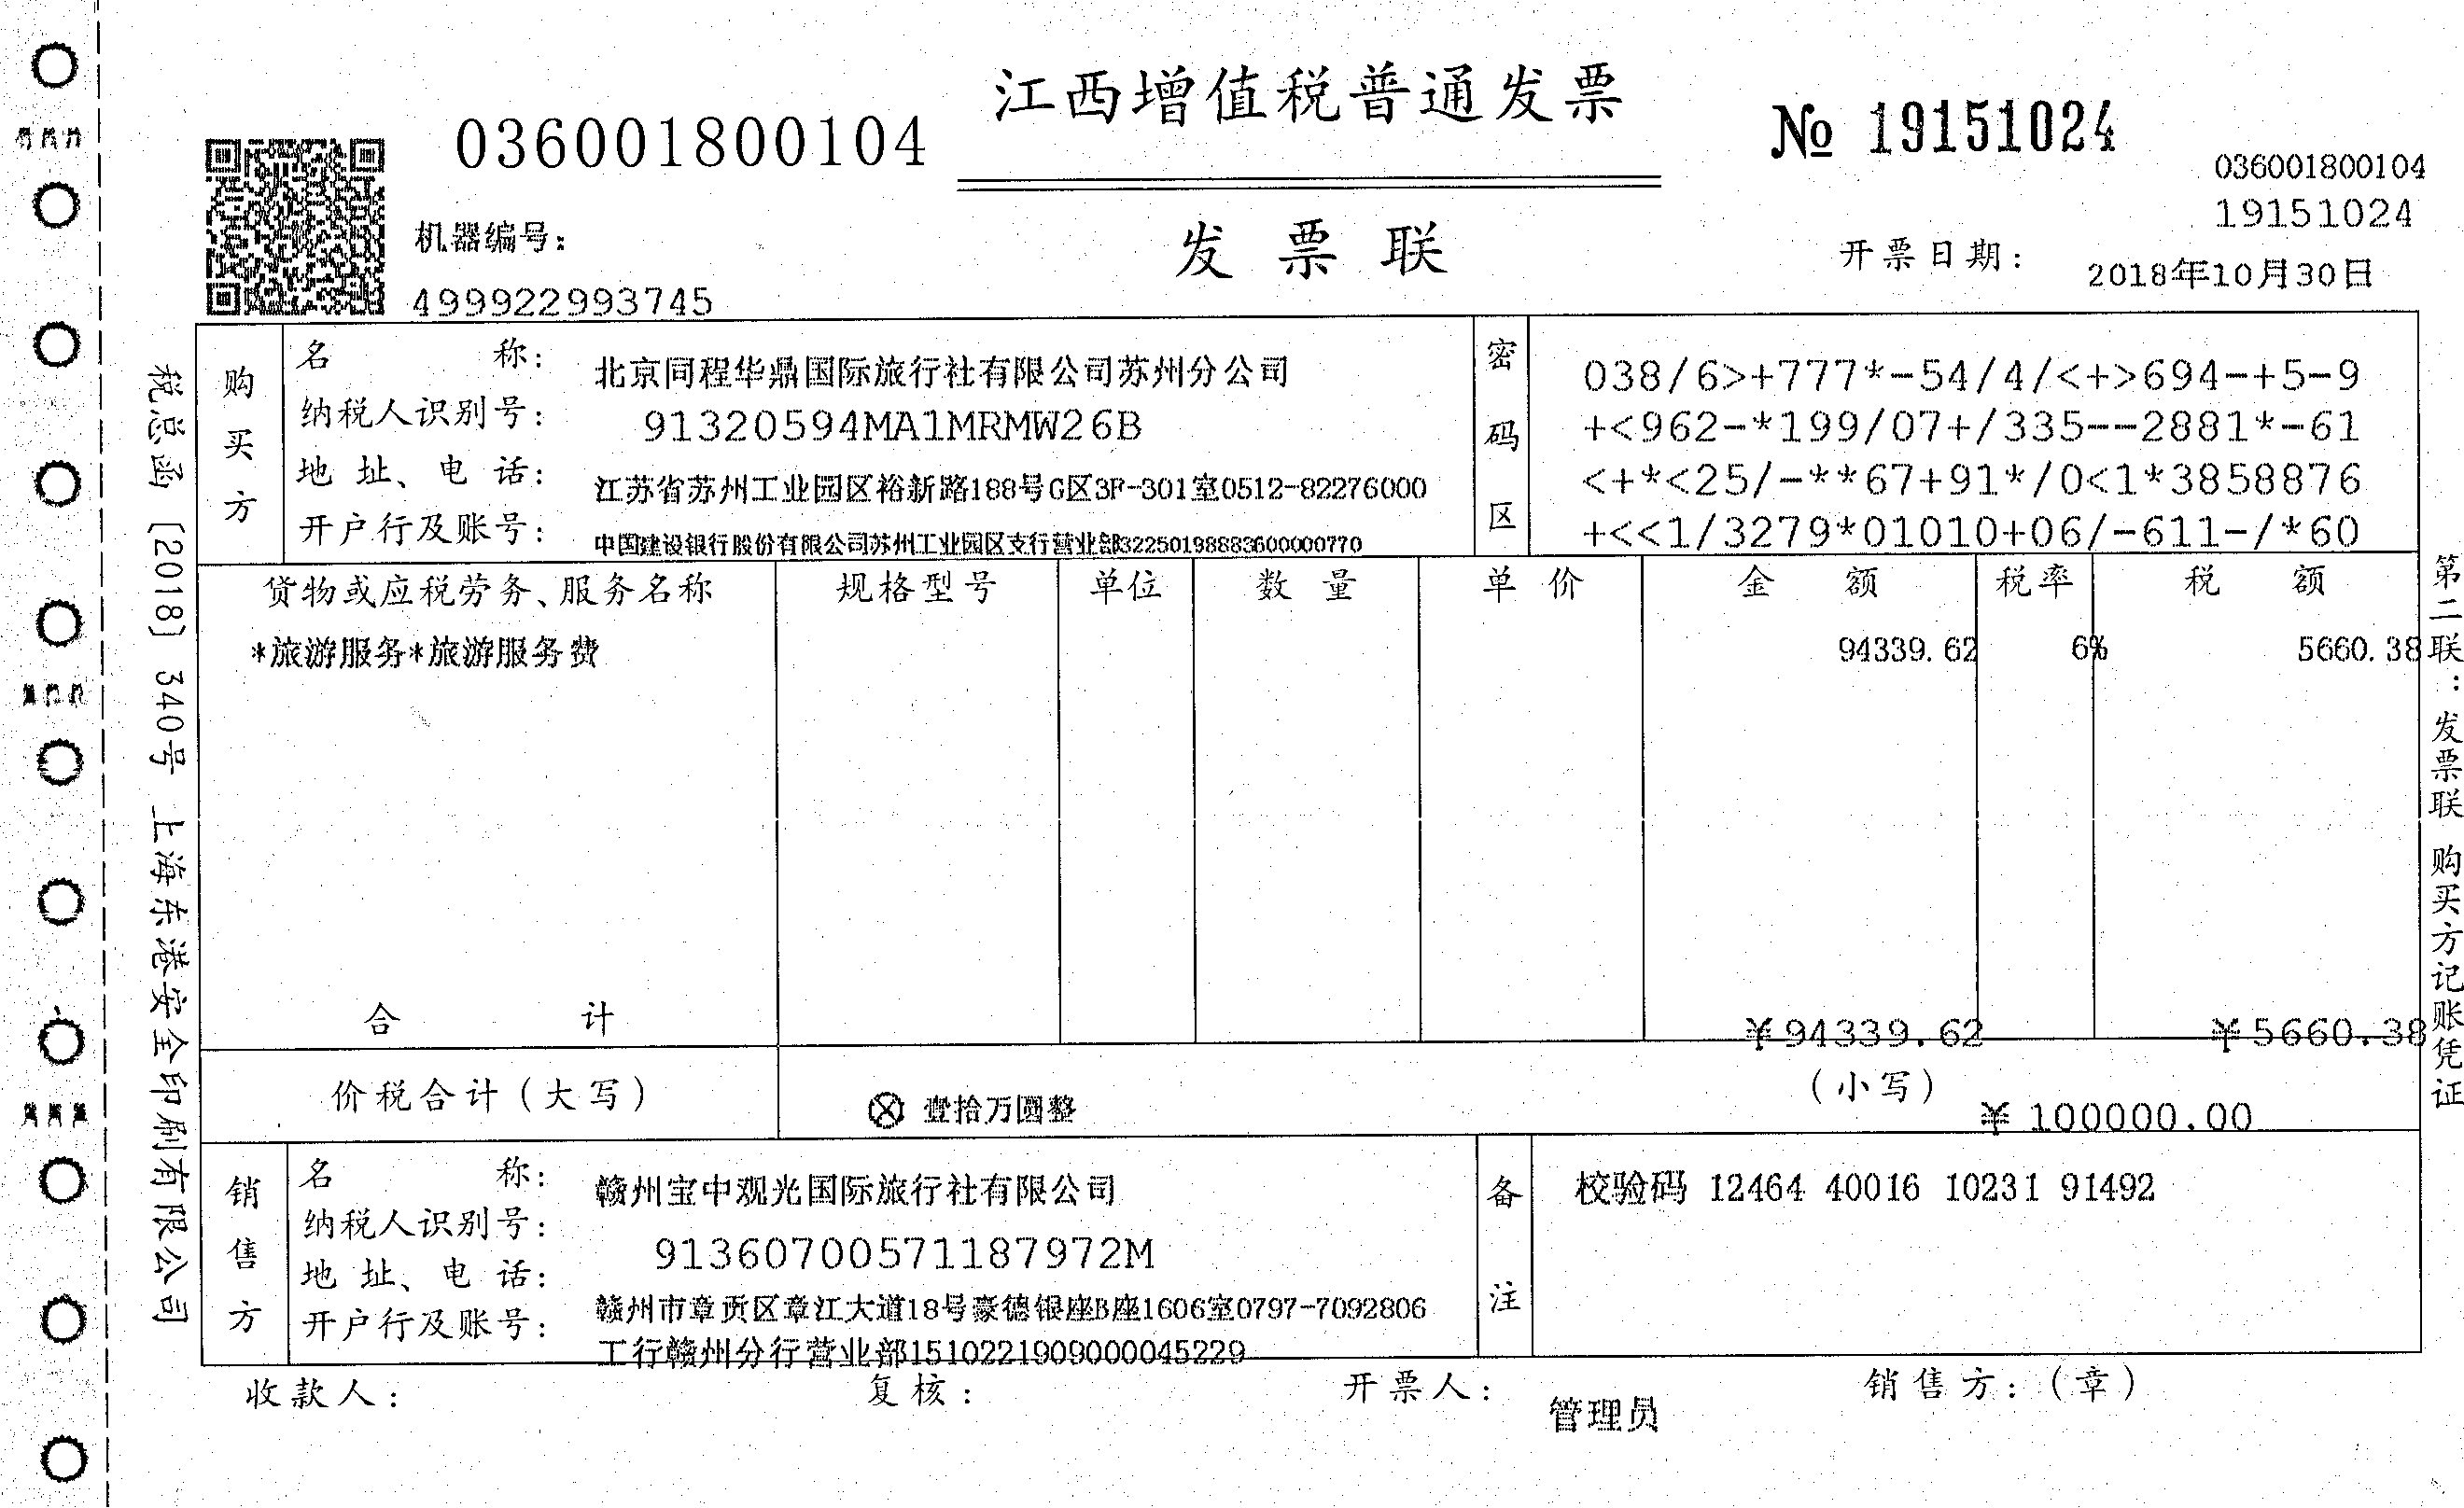 江西增值税普通发票
036001800104
№ 19151024
036001800104
19151024
机器编号：
499922993745
发票联
开票日期：
2018年10月30日
税总函〔2018〕340号 上海东港安全印刷有限公司
购买方
名称：
北京同程华鼎国际旅行社有限公司苏州分公司
纳税人识别号：
91320594MA1MRMW26B
地址、电话：
江苏省苏州工业园区裕新路188号G区3F-301室0512-82276000
开户行及账号：
中国建设银行股份有限公司苏州工业园区支行营业部32250198883600000770
密码区
038/6>+777*-54/4/<+>694-+5-9
+<962-*199/07+/335--2881*-61
<+*<25/-**67+91*/0<1*3858876
+<<1/3279*01010+06/-611-/*60
货物或应税劳务、服务名称 规格型号 单位 数量 单价 金额 税率 税额
*旅游服务*旅游服务费 94339.62 6% 5660.38
合计 ¥94339.62 ¥5660.38
价税合计（大写） ⊗ 壹拾万圆整 （小写） ¥ 100000.00
销售方
名称：
赣州宝中观光国际旅行社有限公司
纳税人识别号：
91360700571187972M
地址、电话：
赣州市章贡区章江大道18号豪德银座B座1606室0797-7092806
开户行及账号：
工行赣州分行营业部1510221909000045229
备注
校验码 12464 40016 10231 91492
收款人： 复核： 开票人： 管理员 销售方：（章）
第二联：发票联 购买方记账凭证